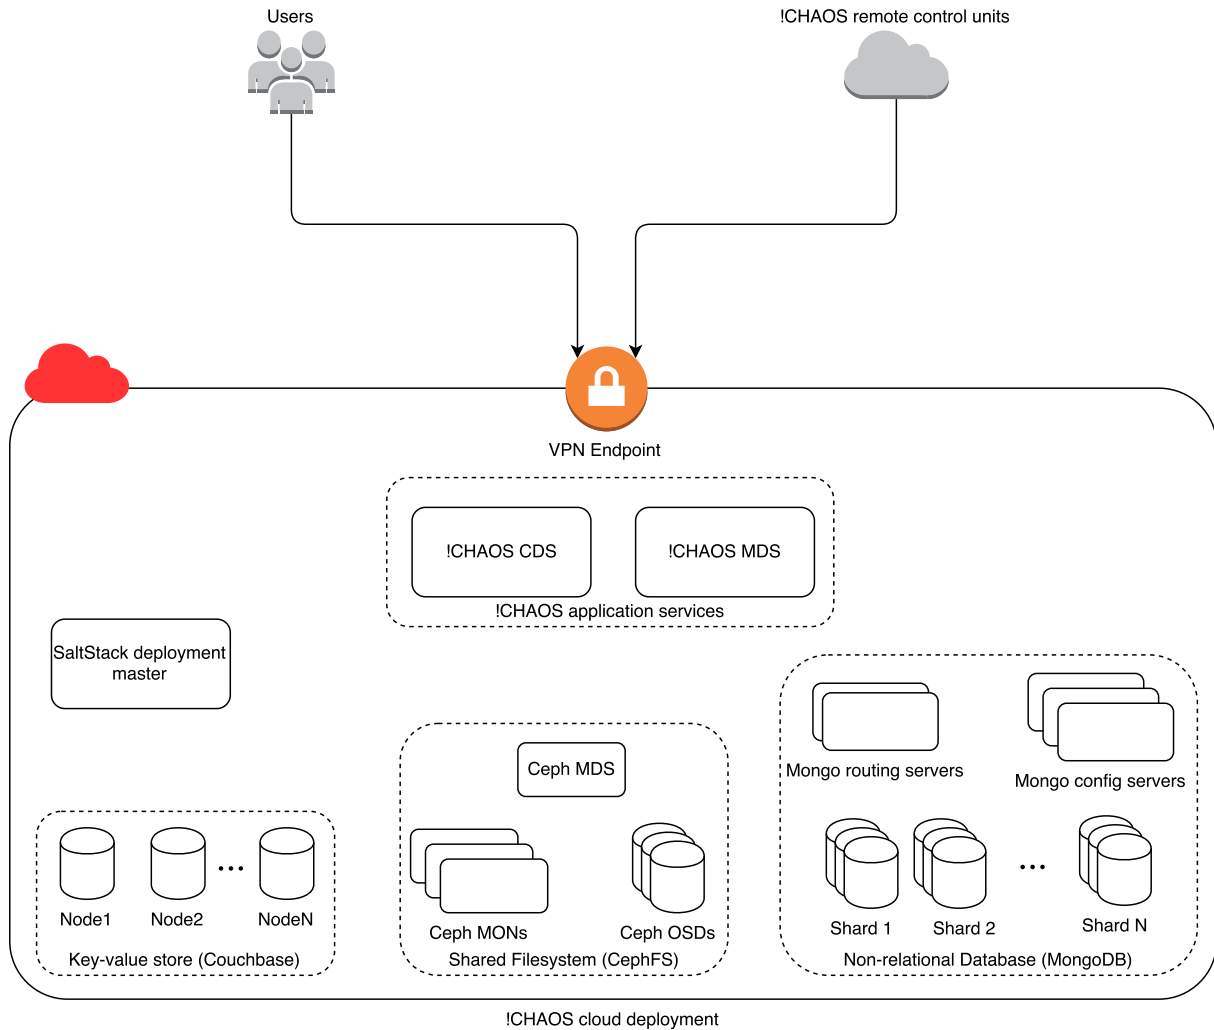 Users
!CHAOS remote control units
VPN Endpoint
!CHAOS CDS
!CHAOS MDS
!CHAOS application services
SaltStack deployment
master
Ceph MDS
Mongo routing servers
Mongo config servers
Node1
Node2
NodeN
Key-value store (Couchbase)
Ceph MONs
Ceph OSDs
Shared Filesystem (CephFS)
Shard 1
Shard 2
Shard N
Non-relational Database (MongoDB)
!CHAOS cloud deployment